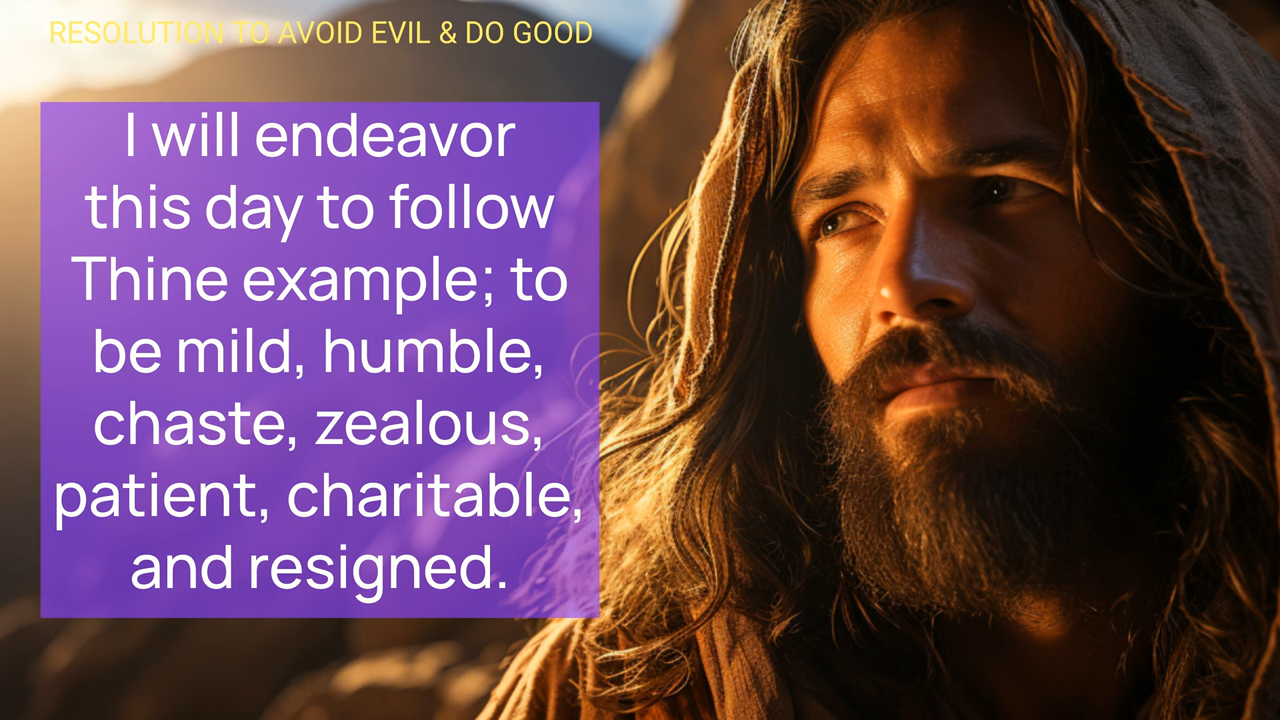 RESOLUTION TO AVOID EVIL & DO GOOD
I will endeavor
this day to follow
Thine example; to
be mild, humble,
chaste, zealous,
patient, charitable,
and resigned.